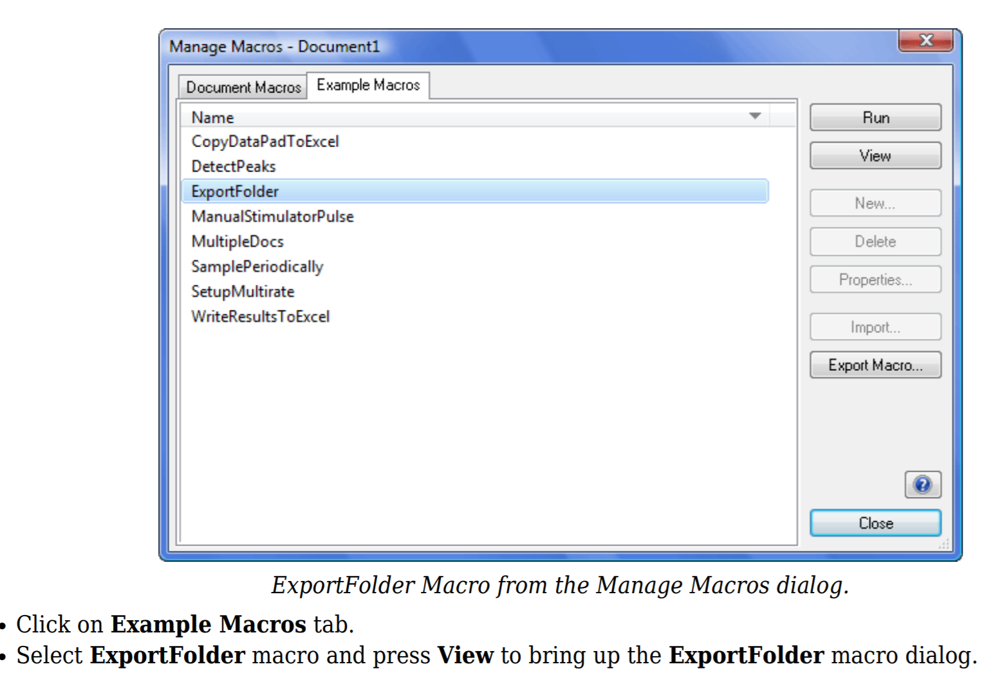 Manage Macros - Document1
Document Macros
Example Macros
Name
CopyDataPadToExcel
DetectPeaks
ExportFolder
ManualStimulatorPulse
MultipleDocs
SamplePeriodically
SetupMultirate
WriteResultsToExcel
Run
View
New...
Delete
Properties...
Import...
Export Macro...
?
Close
ExportFolder Macro from the Manage Macros dialog.
• Click on Example Macros tab.
• Select ExportFolder macro and press View to bring up the ExportFolder macro dialog.